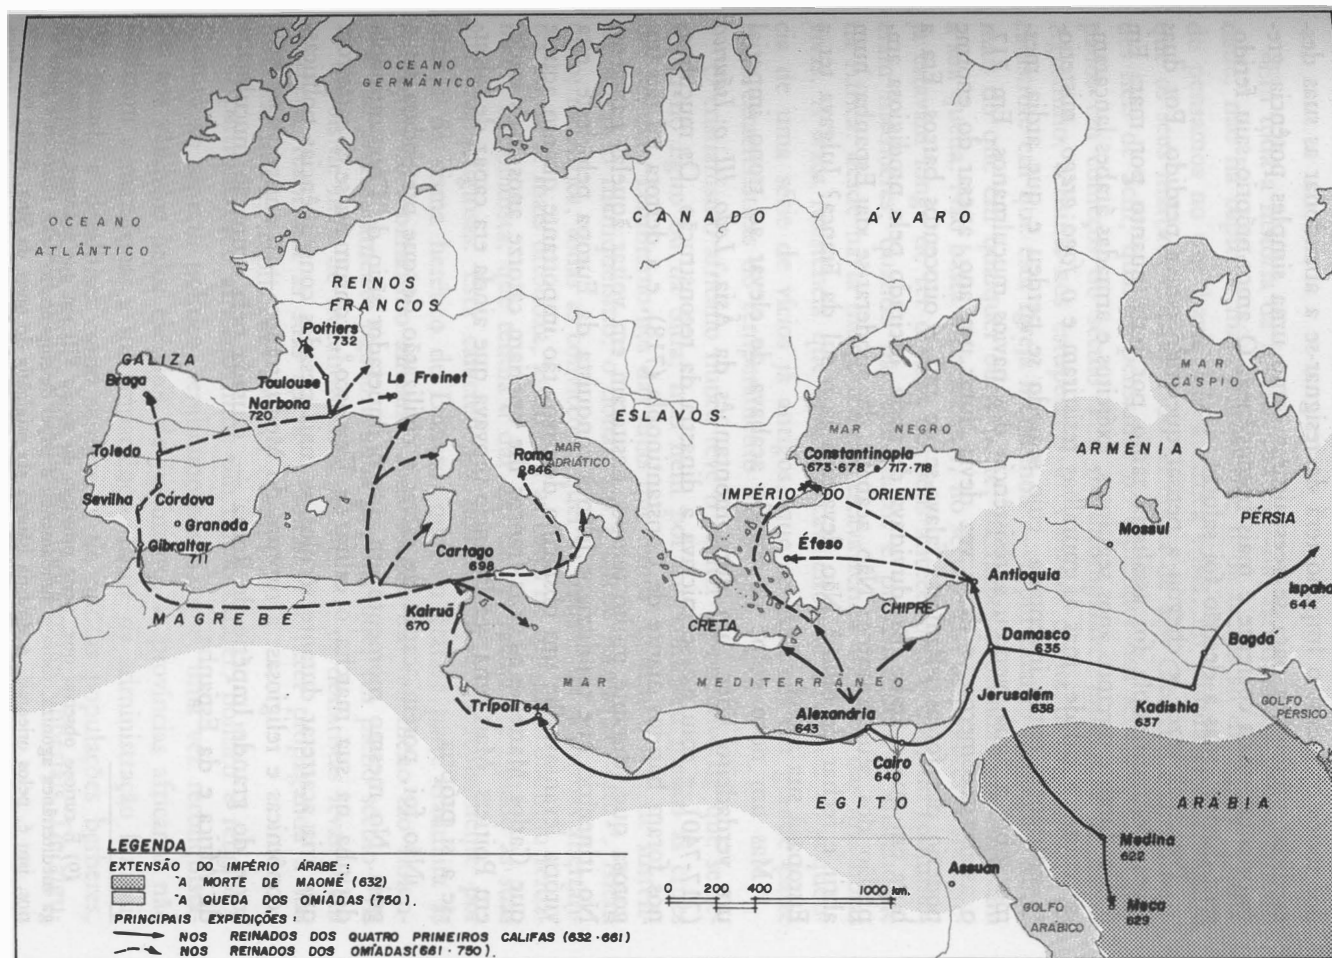 OCEANO
GERMÂNICO
OCEANO
ATLÂNTICO
CANADO ÁVARO
REINOS
FRANCOS
Poitiers
732
GALIZA
Braga
Toulouse
Le Freinet
Narbona
720
MAR
CÁSPIO
ESLAVOS
MAR NEGRO
Toledo
Roma
846
MAR
ADRIÁTICO
Constantinopla
673-678 e 717-718
ARMÊNIA
IMPÉRIO DO ORIENTE
Sevilha
Córdova
Granada
Gibraltar
711
PÉRSIA
Mossul
Éfeso
Cartago
698
Antioquia
Ispaha
644
MAGREBE
Kairuã
670
CRETA
CHIPRE
Damasco
635
Bagdá
MAR MEDITERRÂNEO
Jerusalém
638
Kadishia
637
GOLFO
PÉRSICO
Trípoli 644
Alexandria
643
Cairo
640
EGITO
ARÁBIA
Medina
622
Assuan
Meca
629
GOLFO
ARÁBICO
LEGENDA
EXTENSÃO DO IMPÉRIO ÁRABE :
`A MORTE DE MAOMÉ (632)
`A QUEDA DOS OMÍADAS (750).
PRINCIPAIS EXPEDIÇÕES :
NOS REINADOS DOS QUATRO PRIMEIROS CALIFAS (632-661)
NOS REINADOS DOS OMÍADAS (661-750).
0 200 400 1000 km.